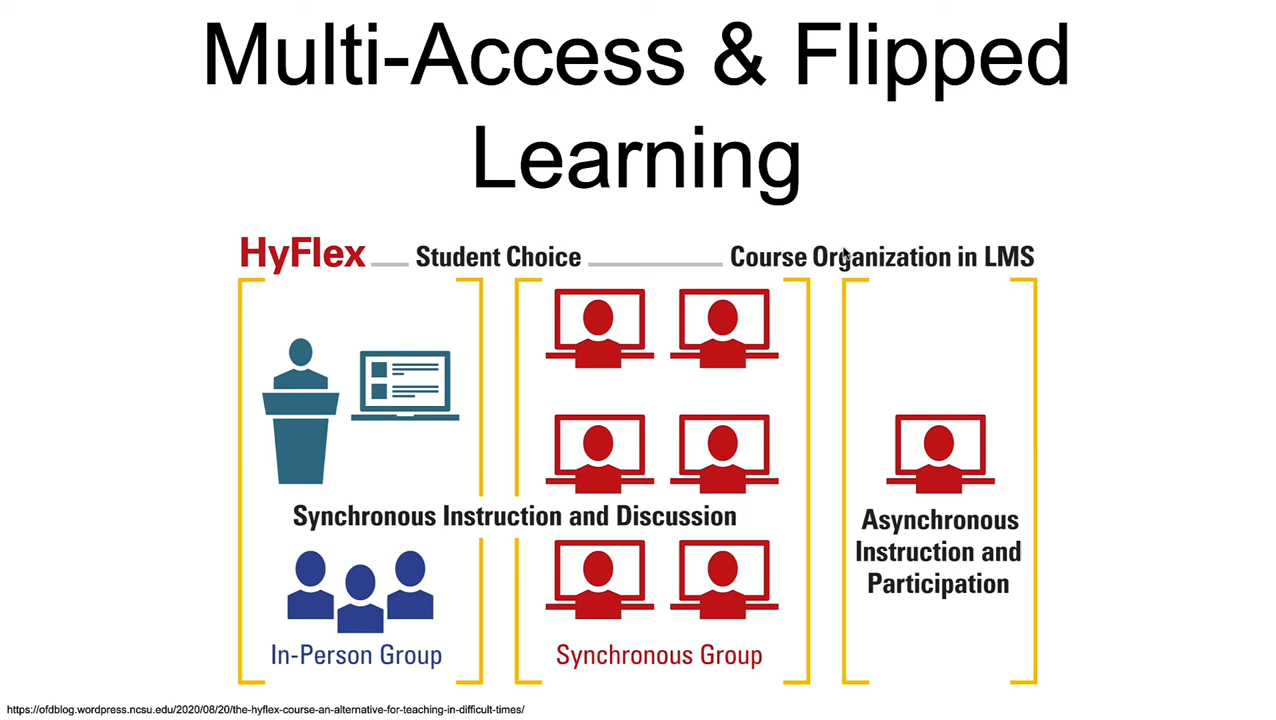 Multi-Access & Flipped
Learning
HyFlex Student Choice Course Organization in LMS
Synchronous Instruction and Discussion
Asynchronous
Instruction and
Participation
In-Person Group
Synchronous Group
https://ofdblog.wordpress.ncsu.edu/2020/08/20/the-hyflex-course-an-alternative-for-teaching-in-difficult-times/